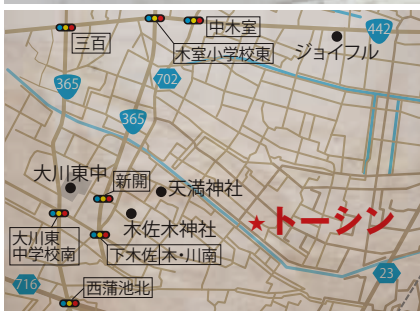 中木室
442
三百
木室小学校東
ジョイフル
365
702
365
大川東中
新開
天満神社
木佐木神社
トーシン
大川東
中学校南
下木佐木・川南
23
716
西蒲池北